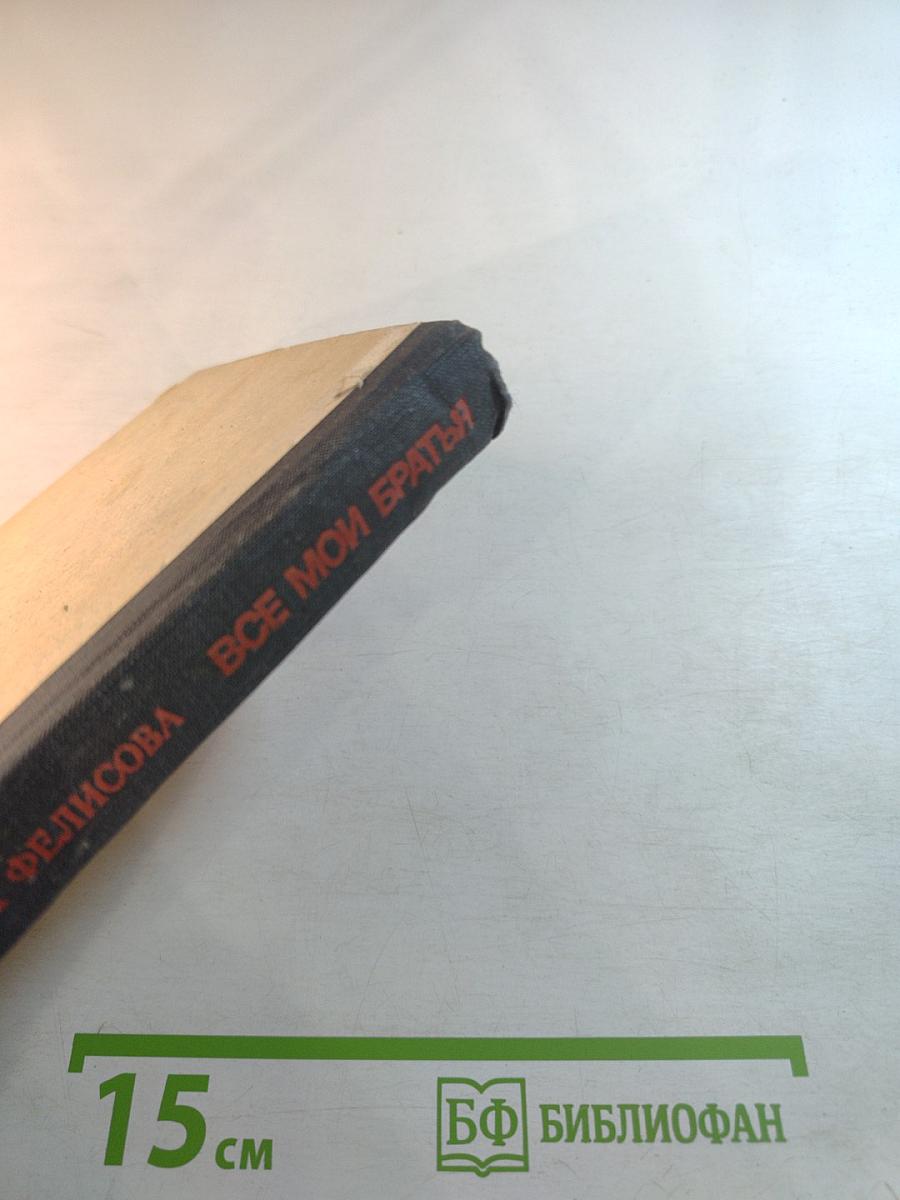 ФЕЛИСОВА ВСЕ МОИ БРАТЬЯ
15 см
БФ БИБЛИОФАН